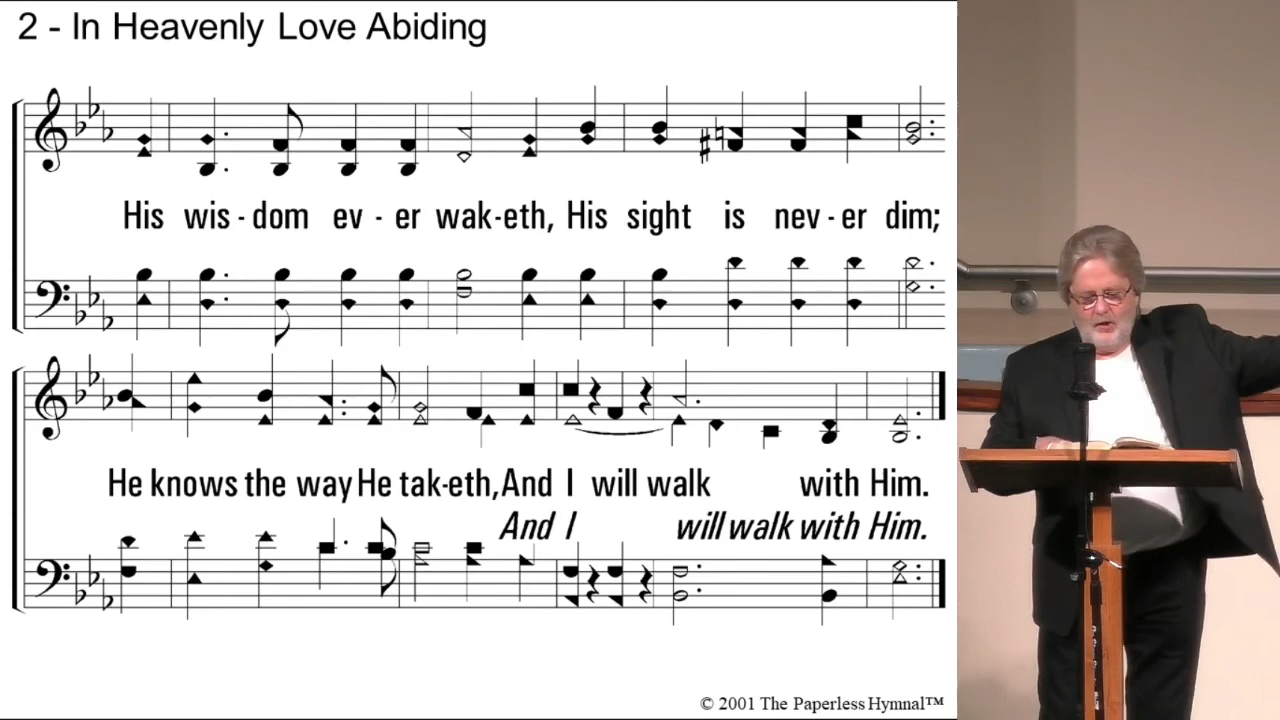 2 - In Heavenly Love Abiding
His wis - dom ev - er wak-eth, His sight is nev - er dim;
He knows the way He tak-eth, And I will walk with Him.
And I will walk with Him.
© 2001 The Paperless Hymnal™